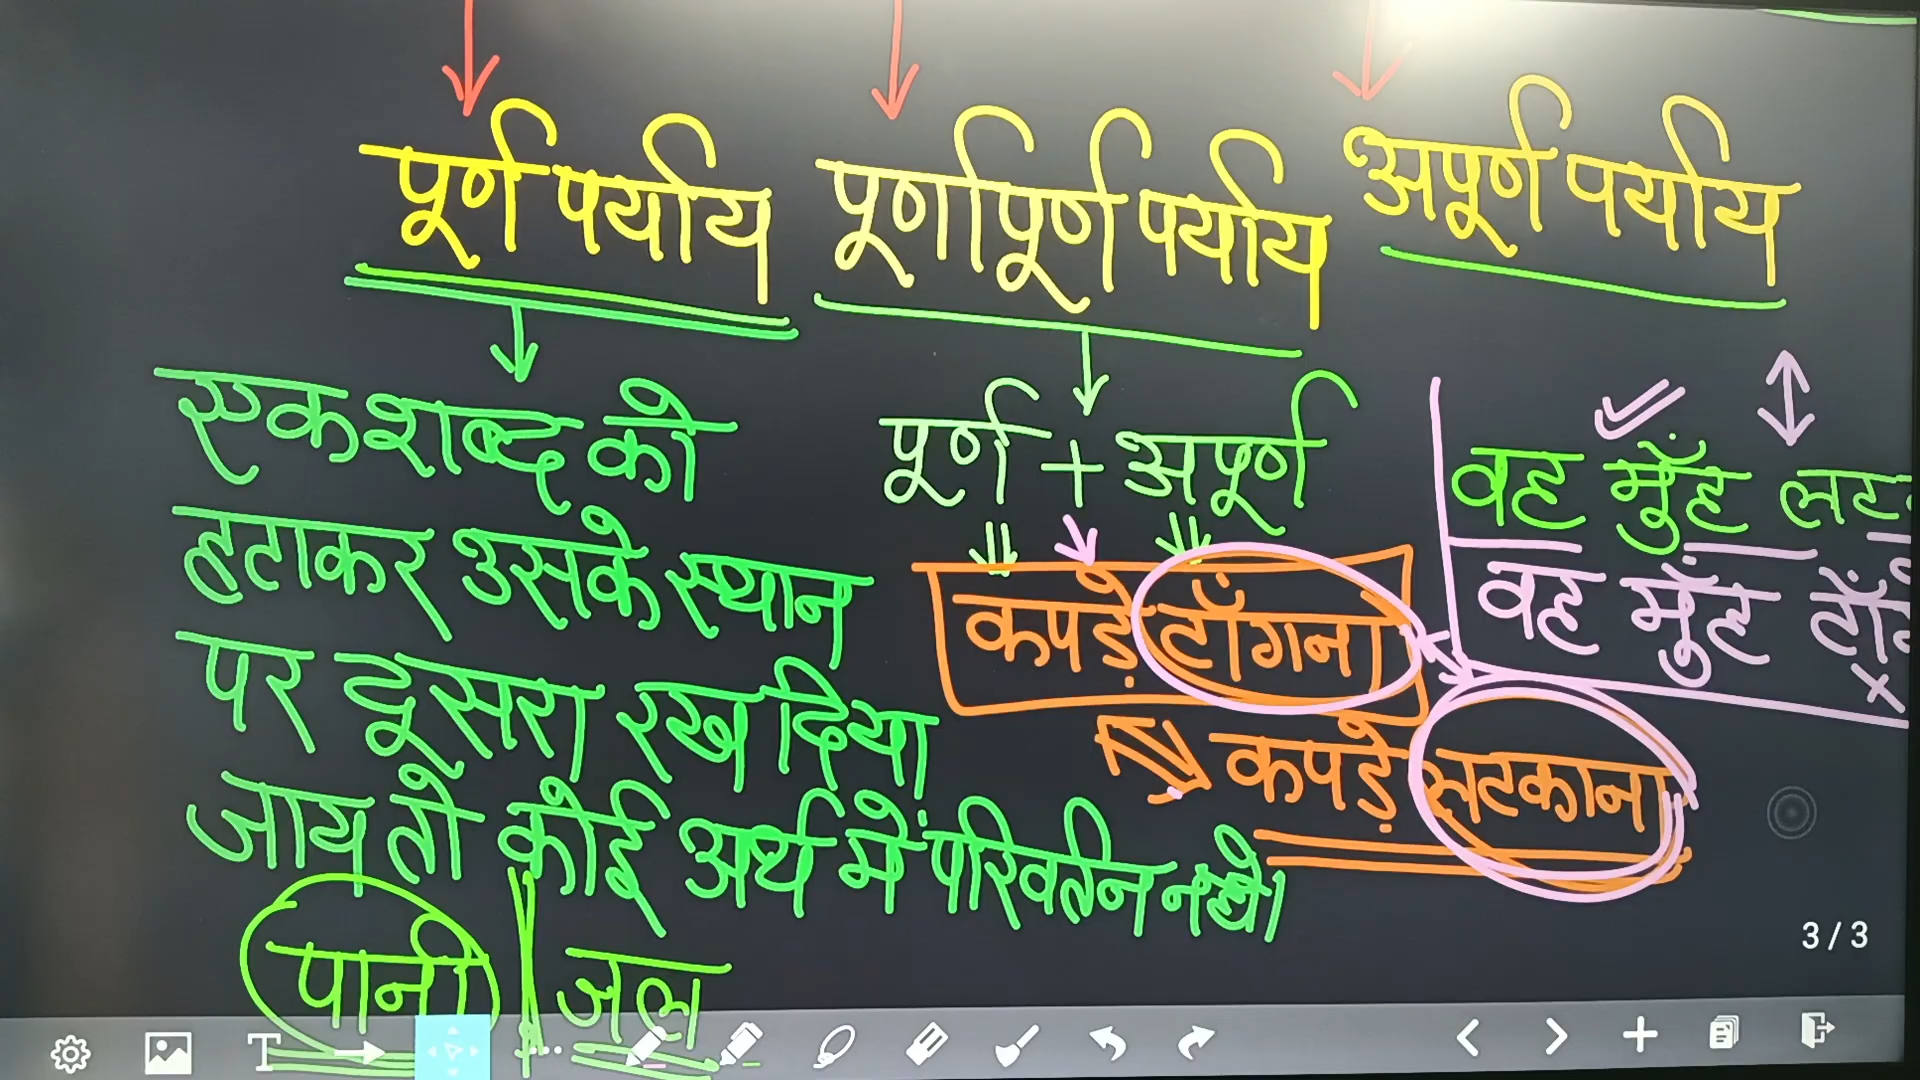 पूर्ण पर्याय पूर्णापूर्ण पर्याय अपूर्ण पर्याय
एक शब्द को
हटाकर उसके स्थान
पर दूसरा रख दिया
जाय तो कोई अर्थ में परिवर्तन न हो।
पानी | जल
पूर्ण + अपूर्ण
कपड़े टाँगना
कपड़े लटकाना
वह मुँह
वह मुँह
3/3
T